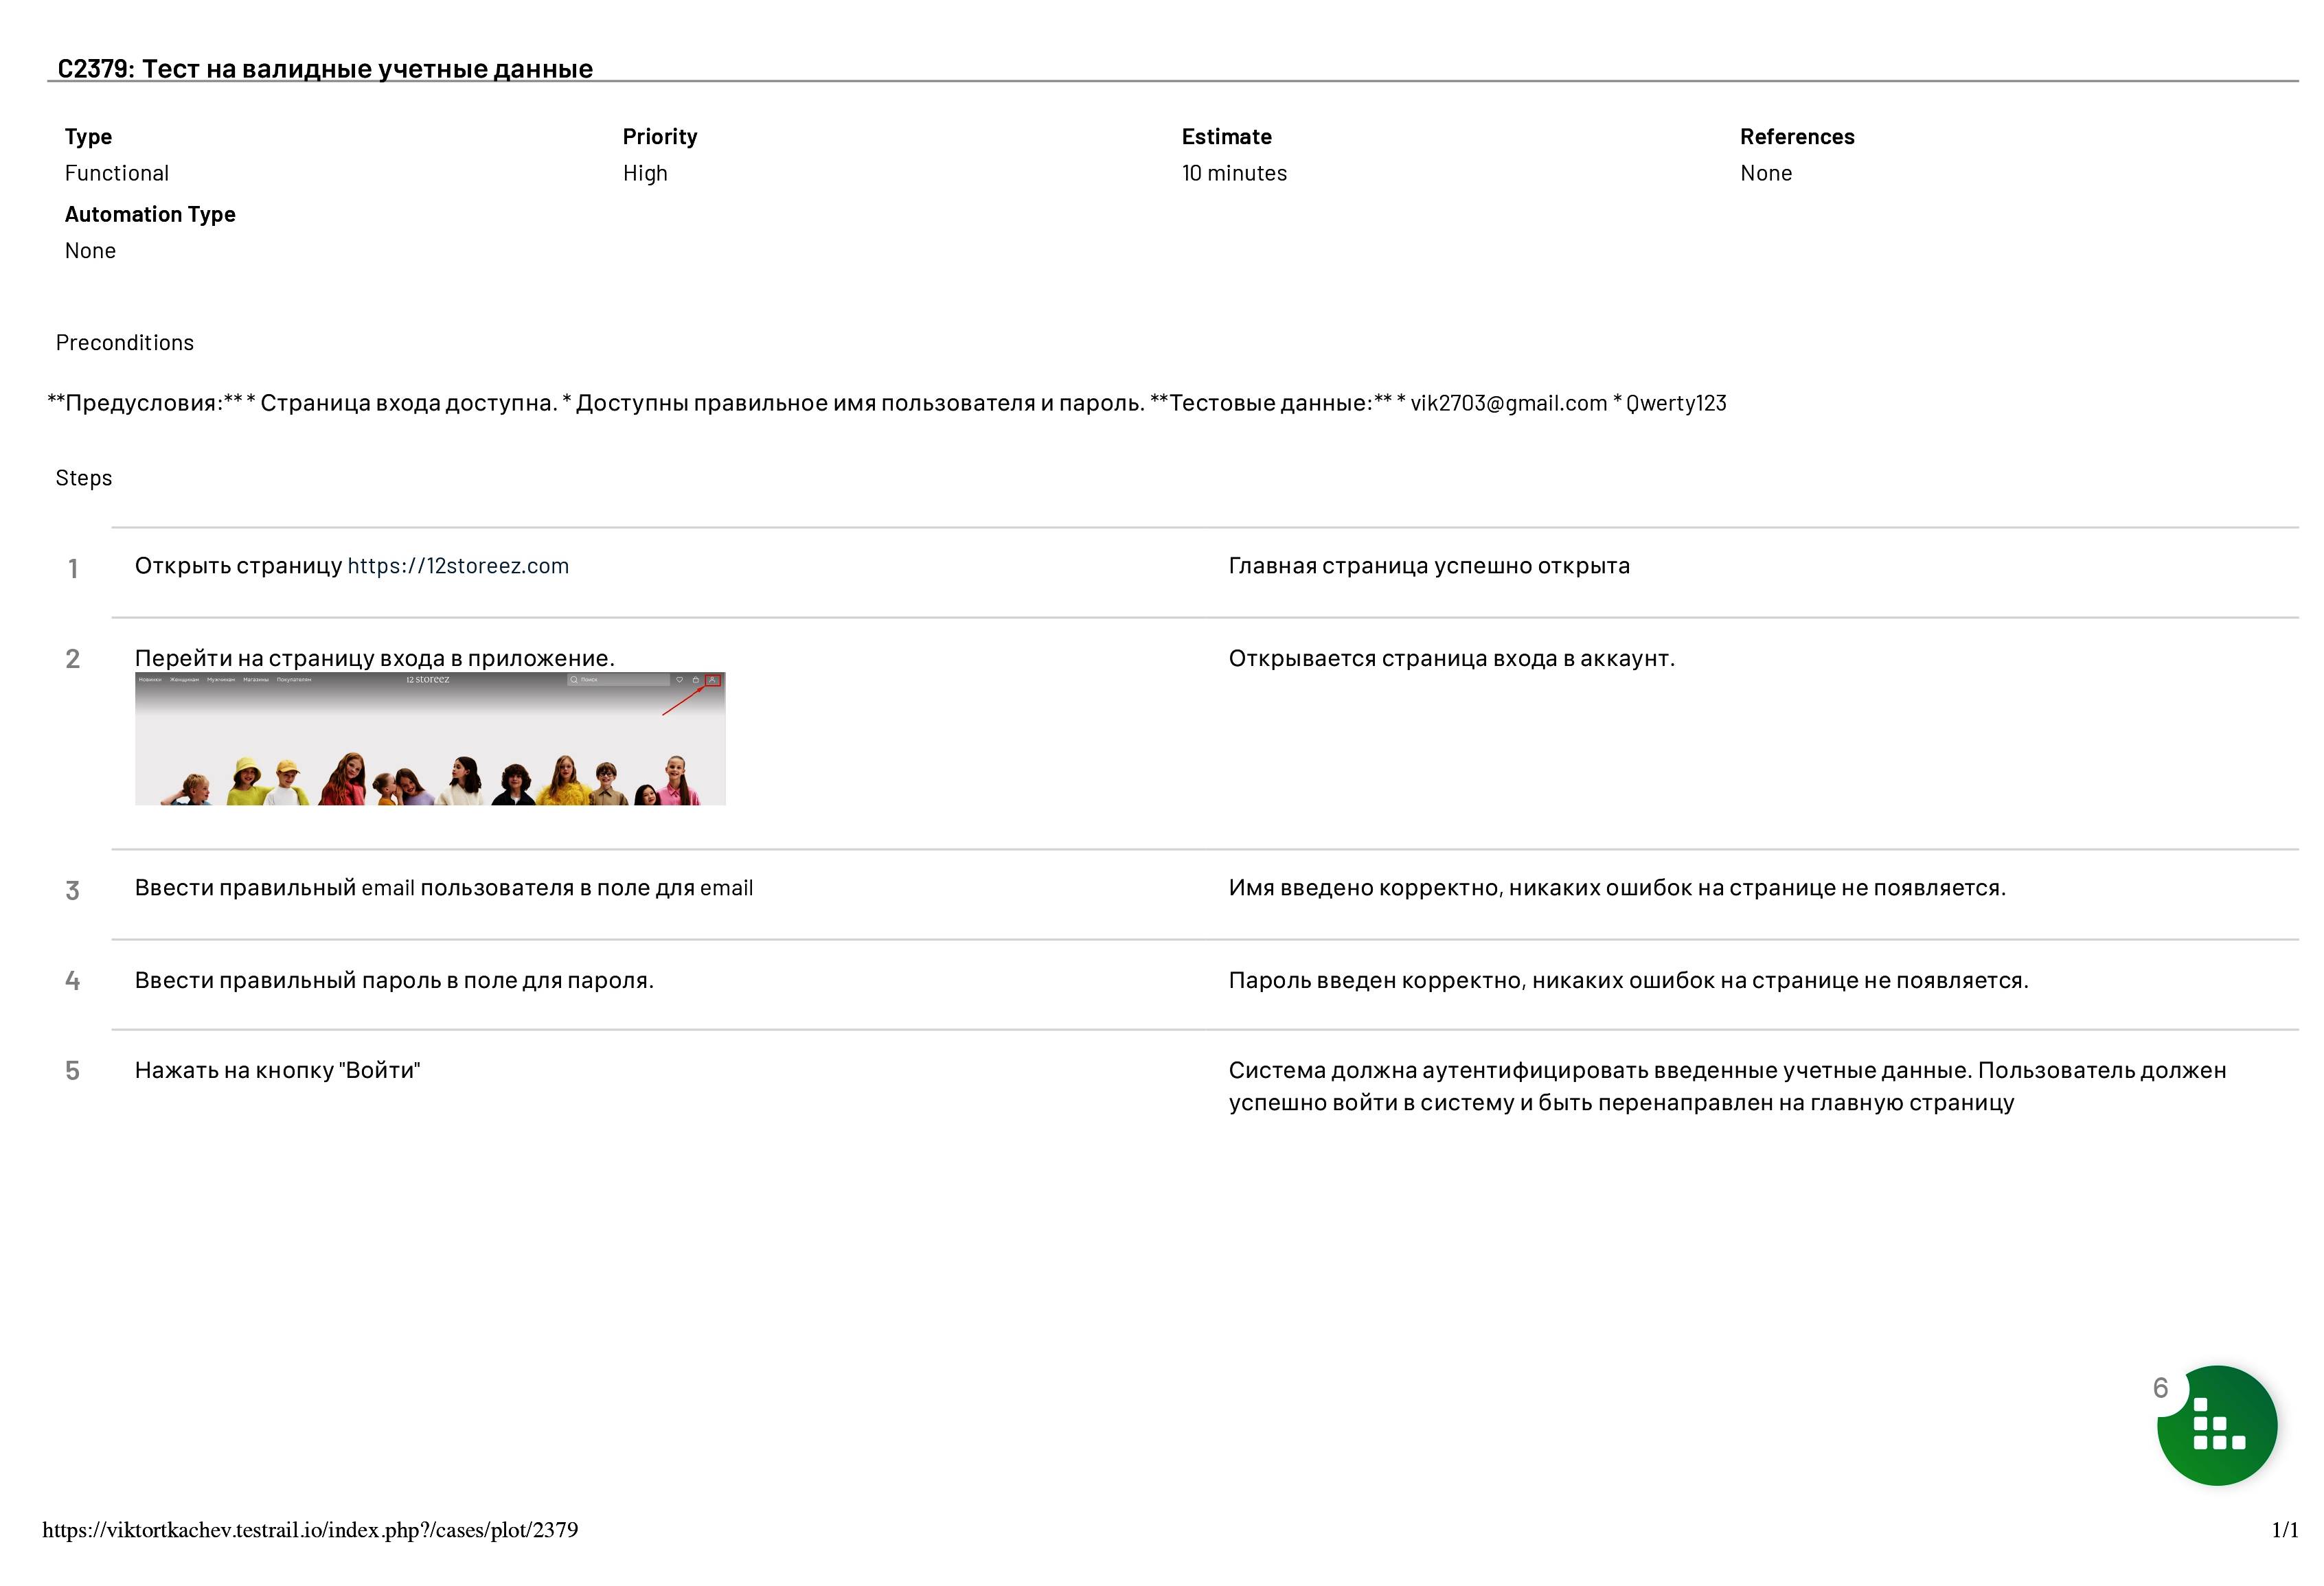 C2379: Тест на валидные учетные данные
Type
Priority
Estimate
References
Functional
High
10 minutes
None
Automation Type
None
Preconditions
**Предусловия:** * Страница входа доступна. * Доступны правильное имя пользователя и пароль. **Тестовые данные:** * vik2703@gmail.com * Qwerty123
Steps
1
Открыть страницу https://12storeez.com
Главная страница успешно открыта
2
Перейти на страницу входа в приложение.
Открывается страница входа в аккаунт.
Новинки Женщинам Мужчинам Магазины Покупателям
12 storeez
Поиск
3
Ввести правильный email пользователя в поле для email
Имя введено корректно, никаких ошибок на странице не появляется.
4
Ввести правильный пароль в поле для пароля.
Пароль введен корректно, никаких ошибок на странице не появляется.
5
Нажать на кнопку "Войти"
Система должна аутентифицировать введенные учетные данные. Пользователь должен
успешно войти в систему и быть перенаправлен на главную страницу
6
https://viktortkachev.testrail.io/index.php?/cases/plot/2379
1/1